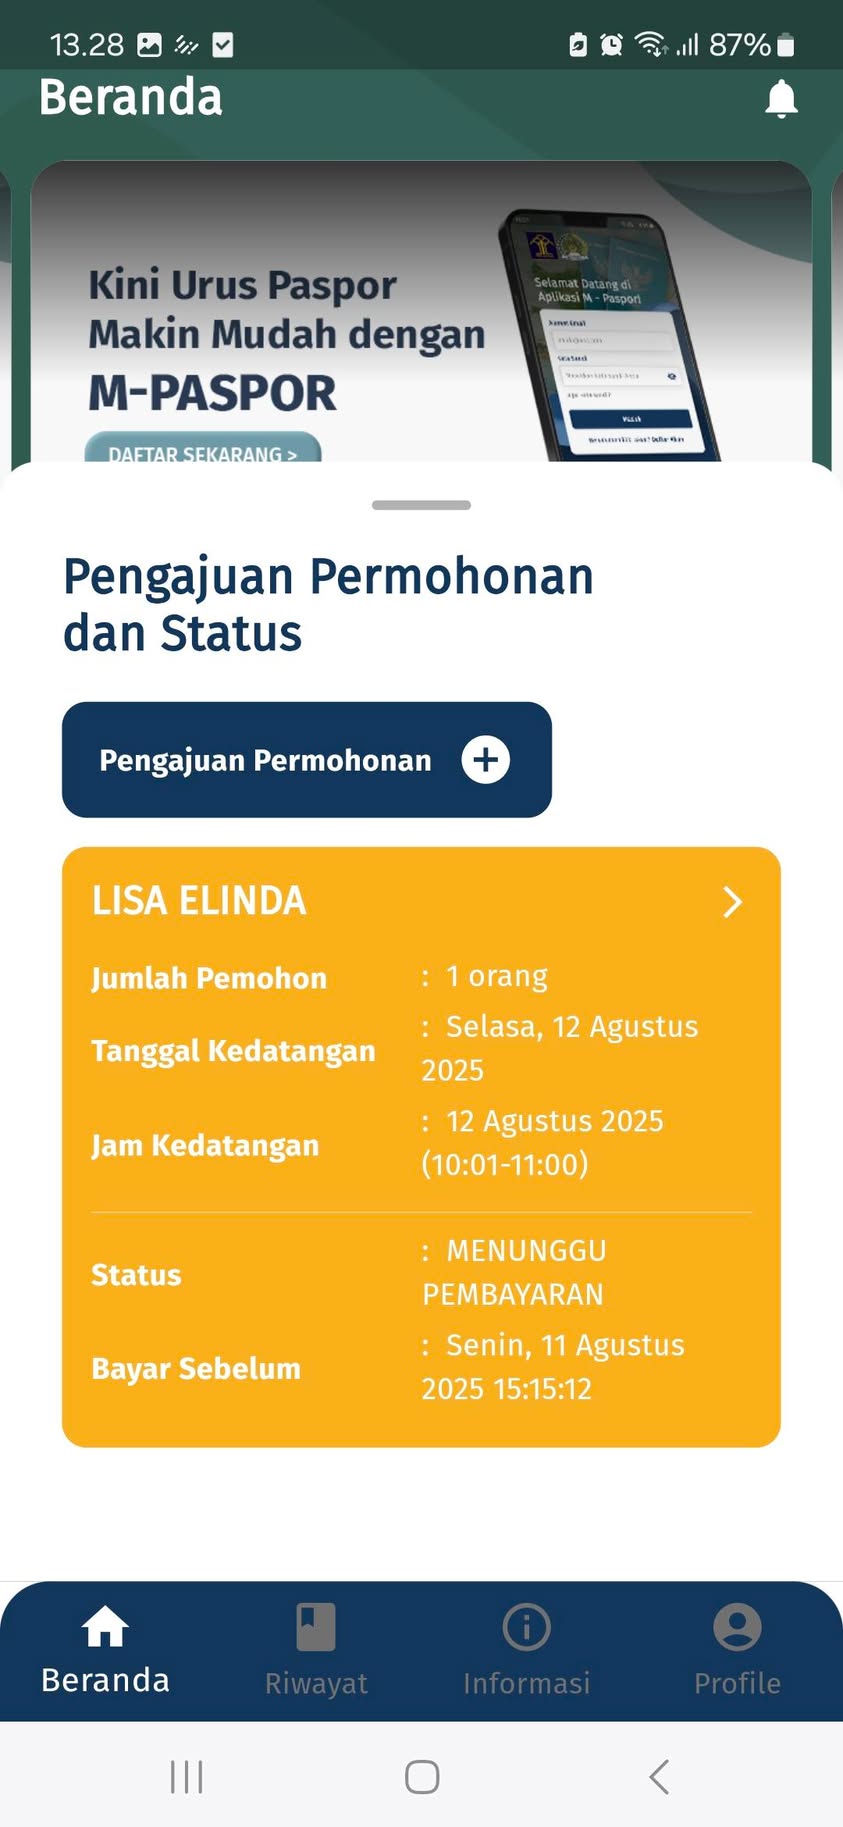 13.28
87%
Beranda
Kini Urus Paspor
Makin Mudah dengan
M-PASPOR
DAFTAR SEKARANG >
Selamat Datang di
Aplikasi M - Paspor!
Pengajuan Permohonan
dan Status
Pengajuan Permohonan
LISA ELINDA
Jumlah Pemohon : 1 orang
Tanggal Kedatangan : Selasa, 12 Agustus
2025
Jam Kedatangan : 12 Agustus 2025
(10:01-11:00)
Status : MENUNGGU
PEMBAYARAN
Bayar Sebelum : Senin, 11 Agustus
2025 15:15:12
Beranda
Riwayat
Informasi
Profile